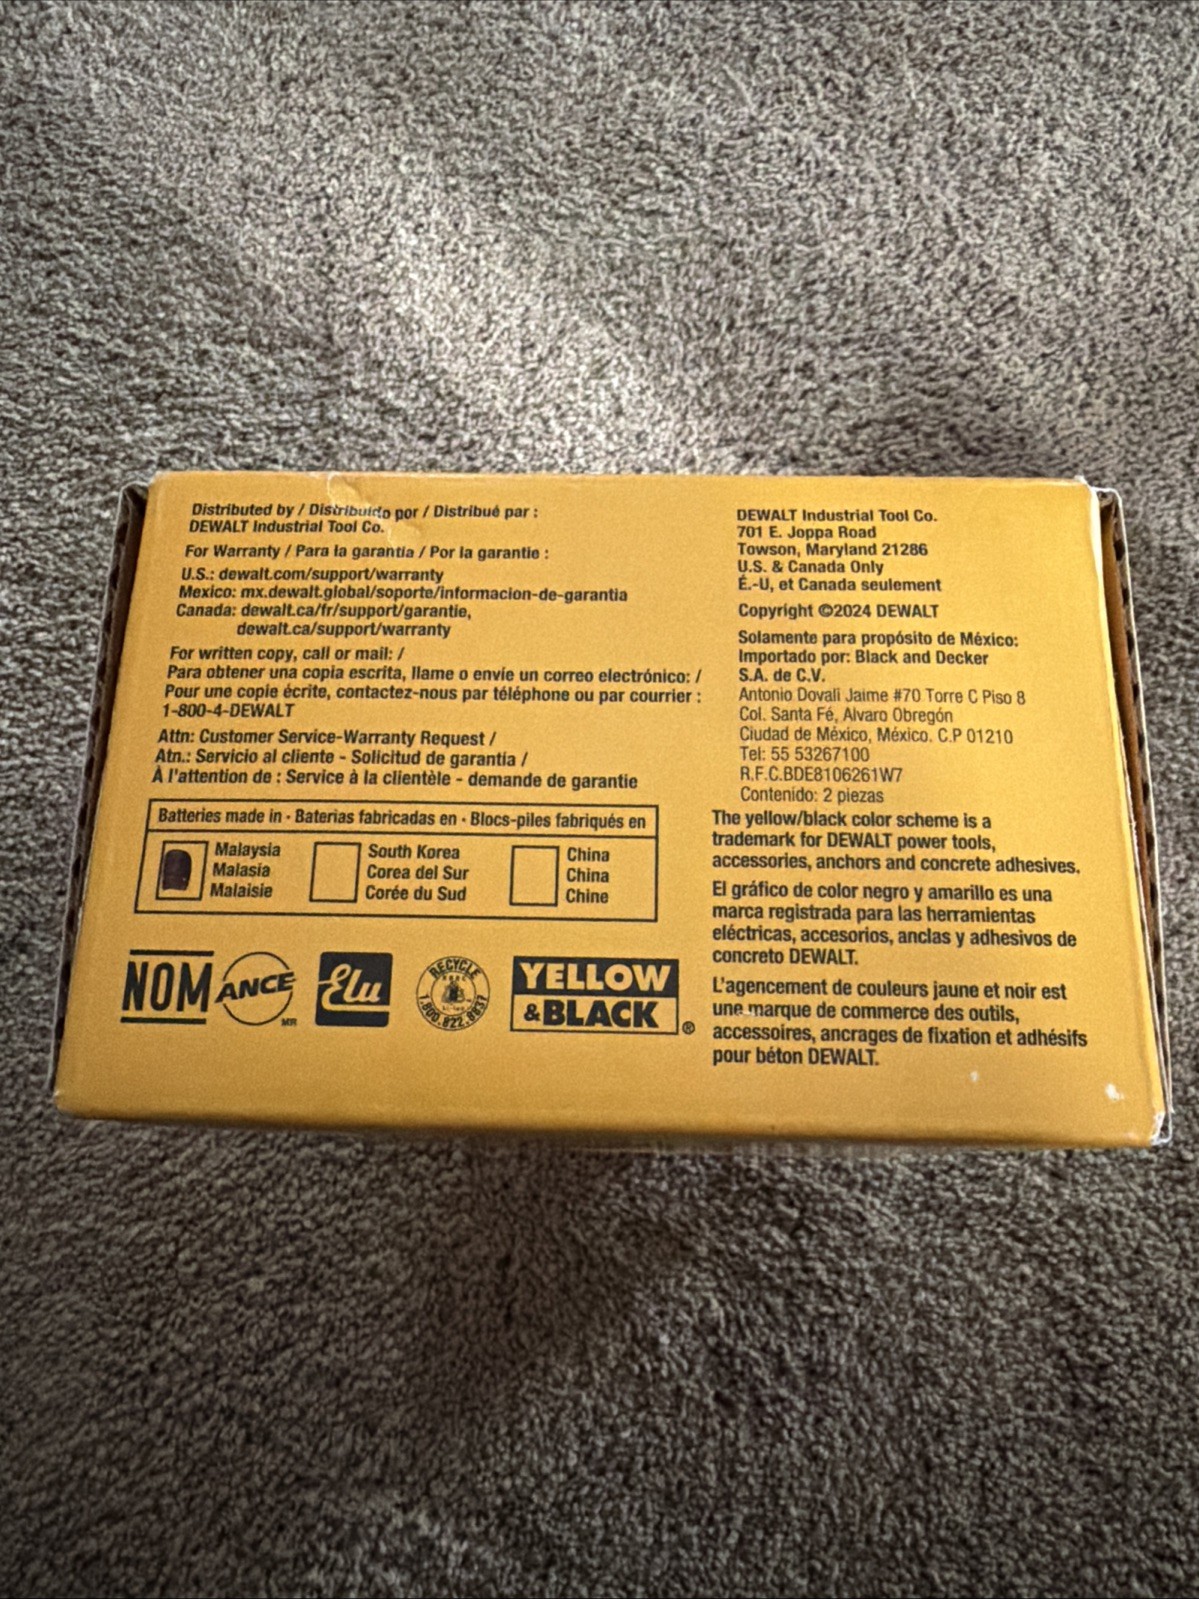 Distributed by / Distribuido por / Distribué par :
DEWALT Industrial Tool Co.
For Warranty / Para la garantía / Por la garantie :
U.S.: dewalt.com/support/warranty
Mexico: mx.dewalt.global/soporte/informacion-de-garantia
Canada: dewalt.ca/fr/support/garantie,
dewalt.ca/support/warranty
For written copy, call or mail: /
Para obtener una copia escrita, llame o envíe un correo electrónico: /
Pour une copie écrite, contactez-nous par téléphone ou par courrier :
1-800-4-DEWALT
Attn: Customer Service-Warranty Request /
Atn.: Servicio al cliente - Solicitud de garantia /
À l'attention de : Service à la clientèle - demande de garantie
Batteries made in · Baterias fabricadas en · Blocs-piles fabriqués en
Malaysia
Malasia
Malaisie
South Korea
Corea del Sur
Corée du Sud
China
China
Chine
NOM
ANCE
MR
Elu
RECYCLE
1.800.822.8837
YELLOW
&BLACK
®
DEWALT Industrial Tool Co.
701 E. Joppa Road
Towson, Maryland 21286
U.S. & Canada Only
É.-U, et Canada seulement
Copyright ©2024 DEWALT
Solamente para propósito de México:
Importado por: Black and Decker
S.A. de C.V.
Antonio Dovali Jaime #70 Torre C Piso 8
Col. Santa Fé, Alvaro Obregón
Ciudad de México, México. C.P 01210
Tel: 55 53267100
R.F.C.BDE8106261W7
Contenido: 2 piezas
The yellow/black color scheme is a
trademark for DEWALT power tools,
accessories, anchors and concrete adhesives.
El gráfico de color negro y amarillo es una
marca registrada para las herramientas
eléctricas, accesorios, anclas y adhesivos de
concreto DEWALT.
L'agencement de couleurs jaune et noir est
une marque de commerce des outils,
accessoires, ancrages de fixation et adhésifs
pour béton DEWALT.